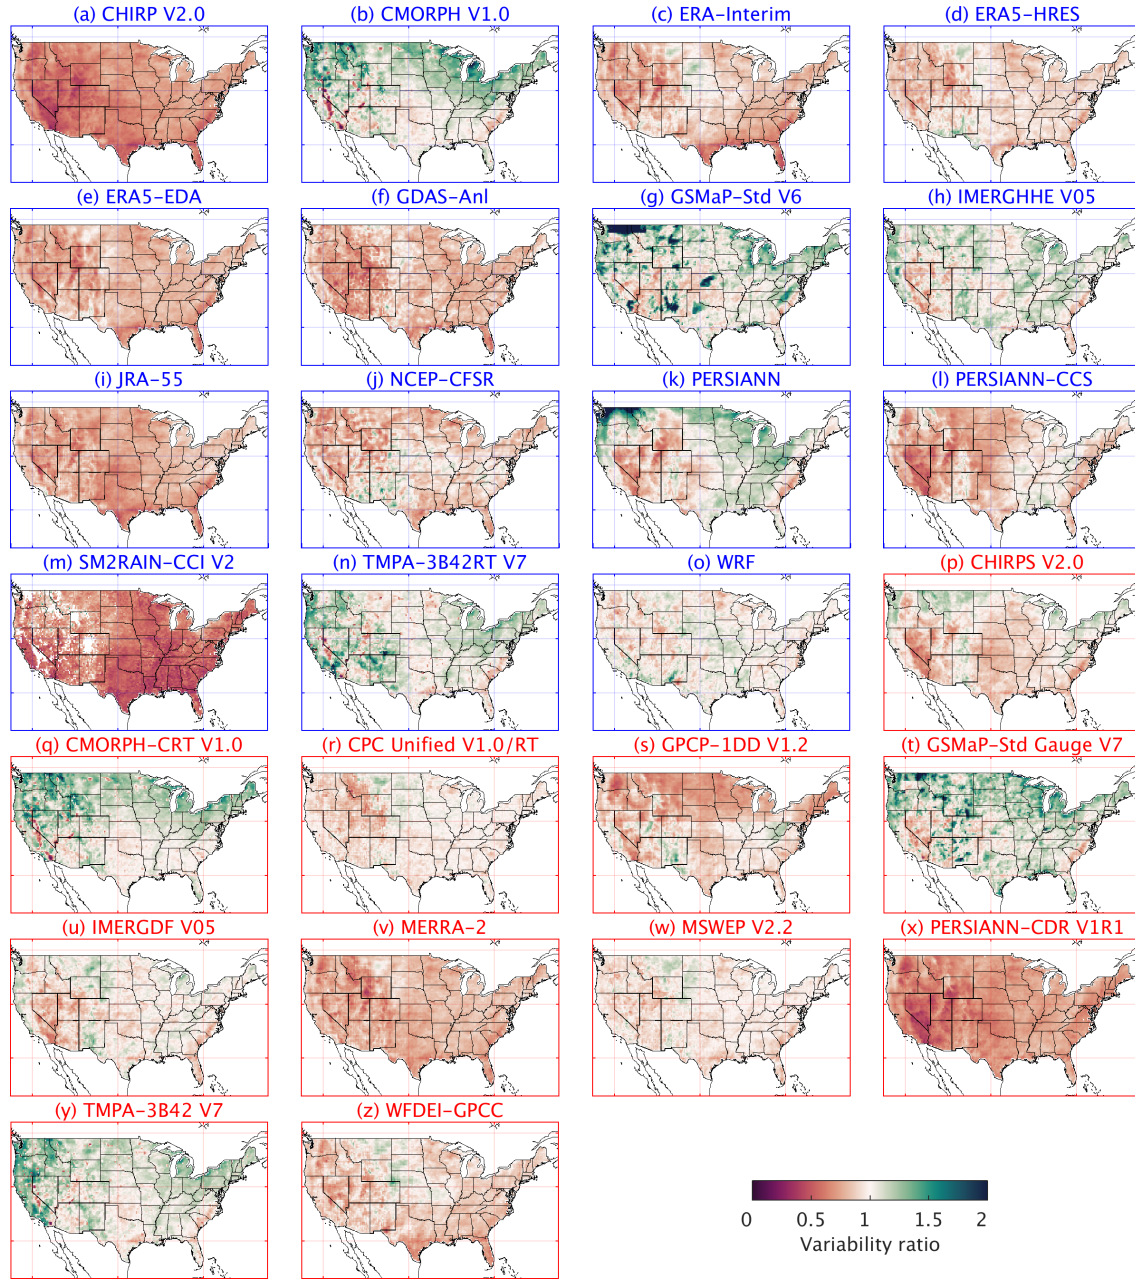 (a) CHIRP V2.0
(b) CMORPH V1.0
(c) ERA−Interim
(d) ERA5−HRES
(e) ERA5−EDA
(f) GDAS−Anl
(g) GSMaP−Std V6
(h) IMERGHHE V05
(i) JRA−55
(j) NCEP−CFSR
(k) PERSIANN
(l) PERSIANN−CCS
(m) SM2RAIN−CCI V2
(n) TMPA−3B42RT V7
(o) WRF
(p) CHIRPS V2.0
(q) CMORPH−CRT V1.0
(r) CPC Unified V1.0/RT
(s) GPCP−1DD V1.2
(t) GSMaP−Std Gauge V7
(u) IMERGDF V05
(v) MERRA−2
(w) MSWEP V2.2
(x) PERSIANN−CDR V1R1
(y) TMPA−3B42 V7
(z) WFDEI−GPCC
0 0.5 1 1.5 2
Variability ratio